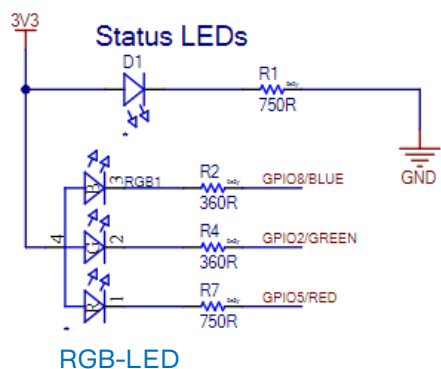 3V3
Status LEDs
D1
R1
750R
GND
B
3
RGB1
R2
360R
GPIO8/BLUE
4
G
2
R4
360R
GPIO2/GREEN
R
1
R7
750R
GPIO5/RED
RGB-LED